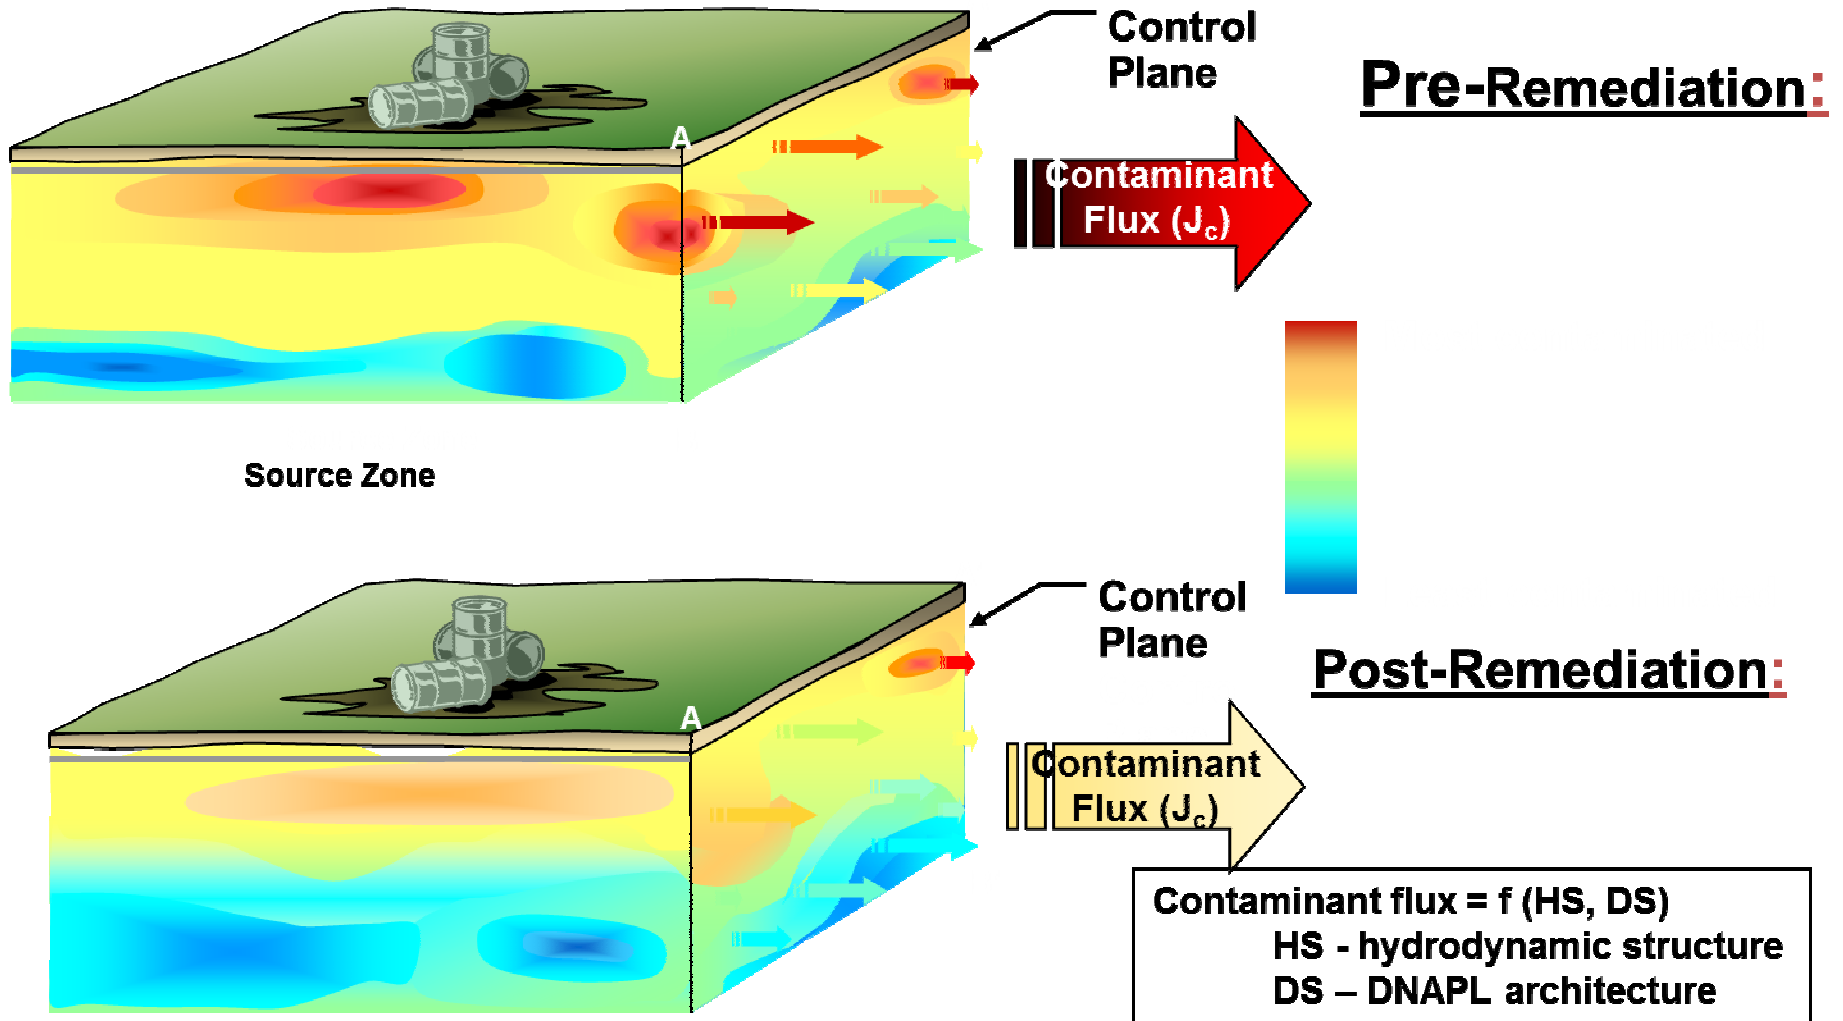 Control
Plane
Pre-Remediation:
A
Contaminant
Flux (Jc)
Source Zone
Control
Plane
Post-Remediation:
A
Contaminant
Flux (Jc)
Contaminant flux = f (HS, DS)
HS - hydrodynamic structure
DS – DNAPL architecture